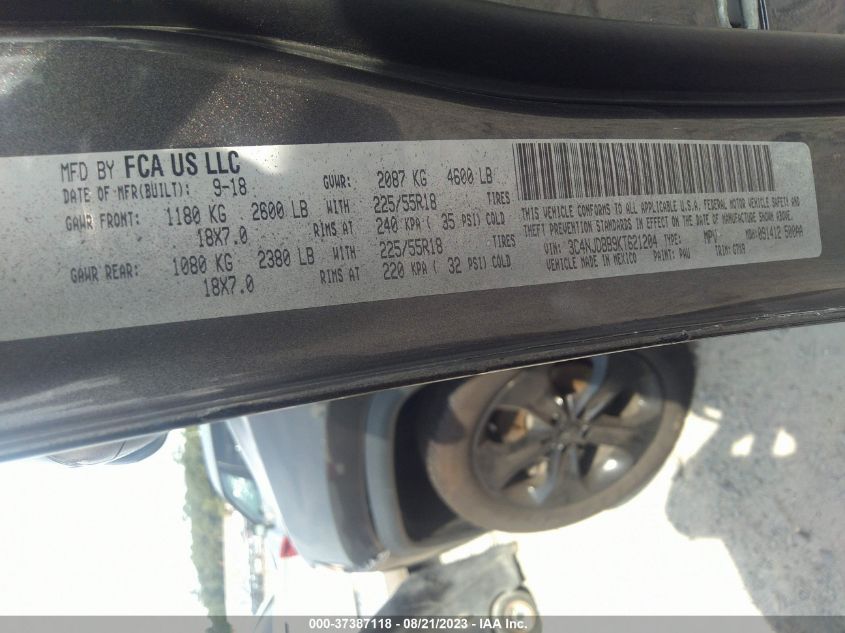 MFD BY FCA US LLC
DATE OF MFR(BUILT): 9-18 GVWR: 2087 KG 4600 LB
GAWR FRONT: 1180 KG 2600 LB WITH 225/55R18 TIRES
18X7.0 RIMS AT 240 KPA ( 35 PSI) COLD
GAWR REAR: 1080 KG 2380 LB WITH 225/55R18 TIRES
18X7.0 RIMS AT 220 KPA ( 32 PSI) COLD
THIS VEHICLE CONFORMS TO ALL APPLICABLE U.S.A. FEDERAL MOTOR VEHICLE SAFETY AND
THEFT PREVENTION STANDARDS IN EFFECT ON THE DATE OF MANUFACTURE SHOWN ABOVE.
VIN: 3C4NJDBB9KT621204 TYPE: MPV MDH: 091412
VEHICLE MADE IN MEXICO PAINT: PAU TRIM:
000-37387118 - 08/21/2023 - IAA Inc.